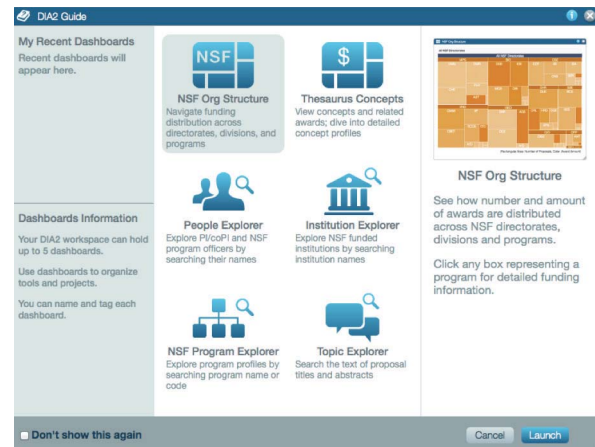 DIA2 Guide
My Recent Dashboards
Recent dashboards will
appear here.
Dashboards Information
Your DIA2 workspace can hold
up to 5 dashboards.
Use dashboards to organize
tools and projects.
You can name and tag each
dashboard.
NSF
NSF Org Structure
Navigate funding
distribution across
directorates, divisions, and
programs
$
Thesaurus Concepts
View concepts and related
awards; dive into detailed
concept profiles
People Explorer
Explore PI/coPI and NSF
program officers by
searching their names
Institution Explorer
Explore NSF funded
institutions by searching
institution names
NSF Program Explorer
Explore program profiles by
searching program name or
code
Topic Explorer
Search the text of proposal
titles and abstracts
NSF Org Structure
See how number and amount
of awards are distributed
across NSF directorates,
divisions and programs.
Click any box representing a
program for detailed funding
information.
Don't show this again
Cancel
Launch